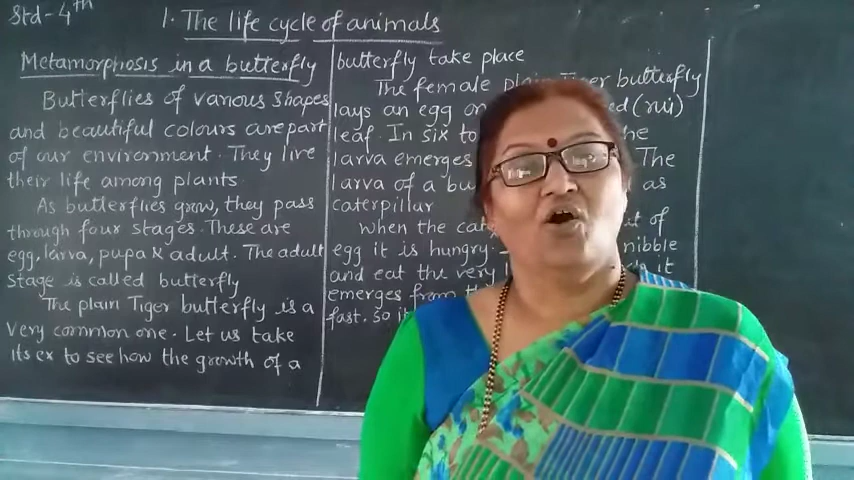 Std-4th
1. The life cycle of animals
Metamorphosis in a butterfly
Butterflies of various shapes
and beautiful colours are part
of our environment. They live
their life among plants.
As butterflies grow, they pass
through four stages. These are
egg, larva, pupa & adult. The adult
stage is called butterfly
The plain Tiger butterfly is a
very common one. Let us take
its ex to see how the growth of a
butterfly take place
The female plain Tiger butterfly
lays an egg on (rui)
leaf. In six to
larva emerges The
larva of a as
caterpillar
When the of
egg it is hungry. nibble
and eat the very it
emerges from
fast. So